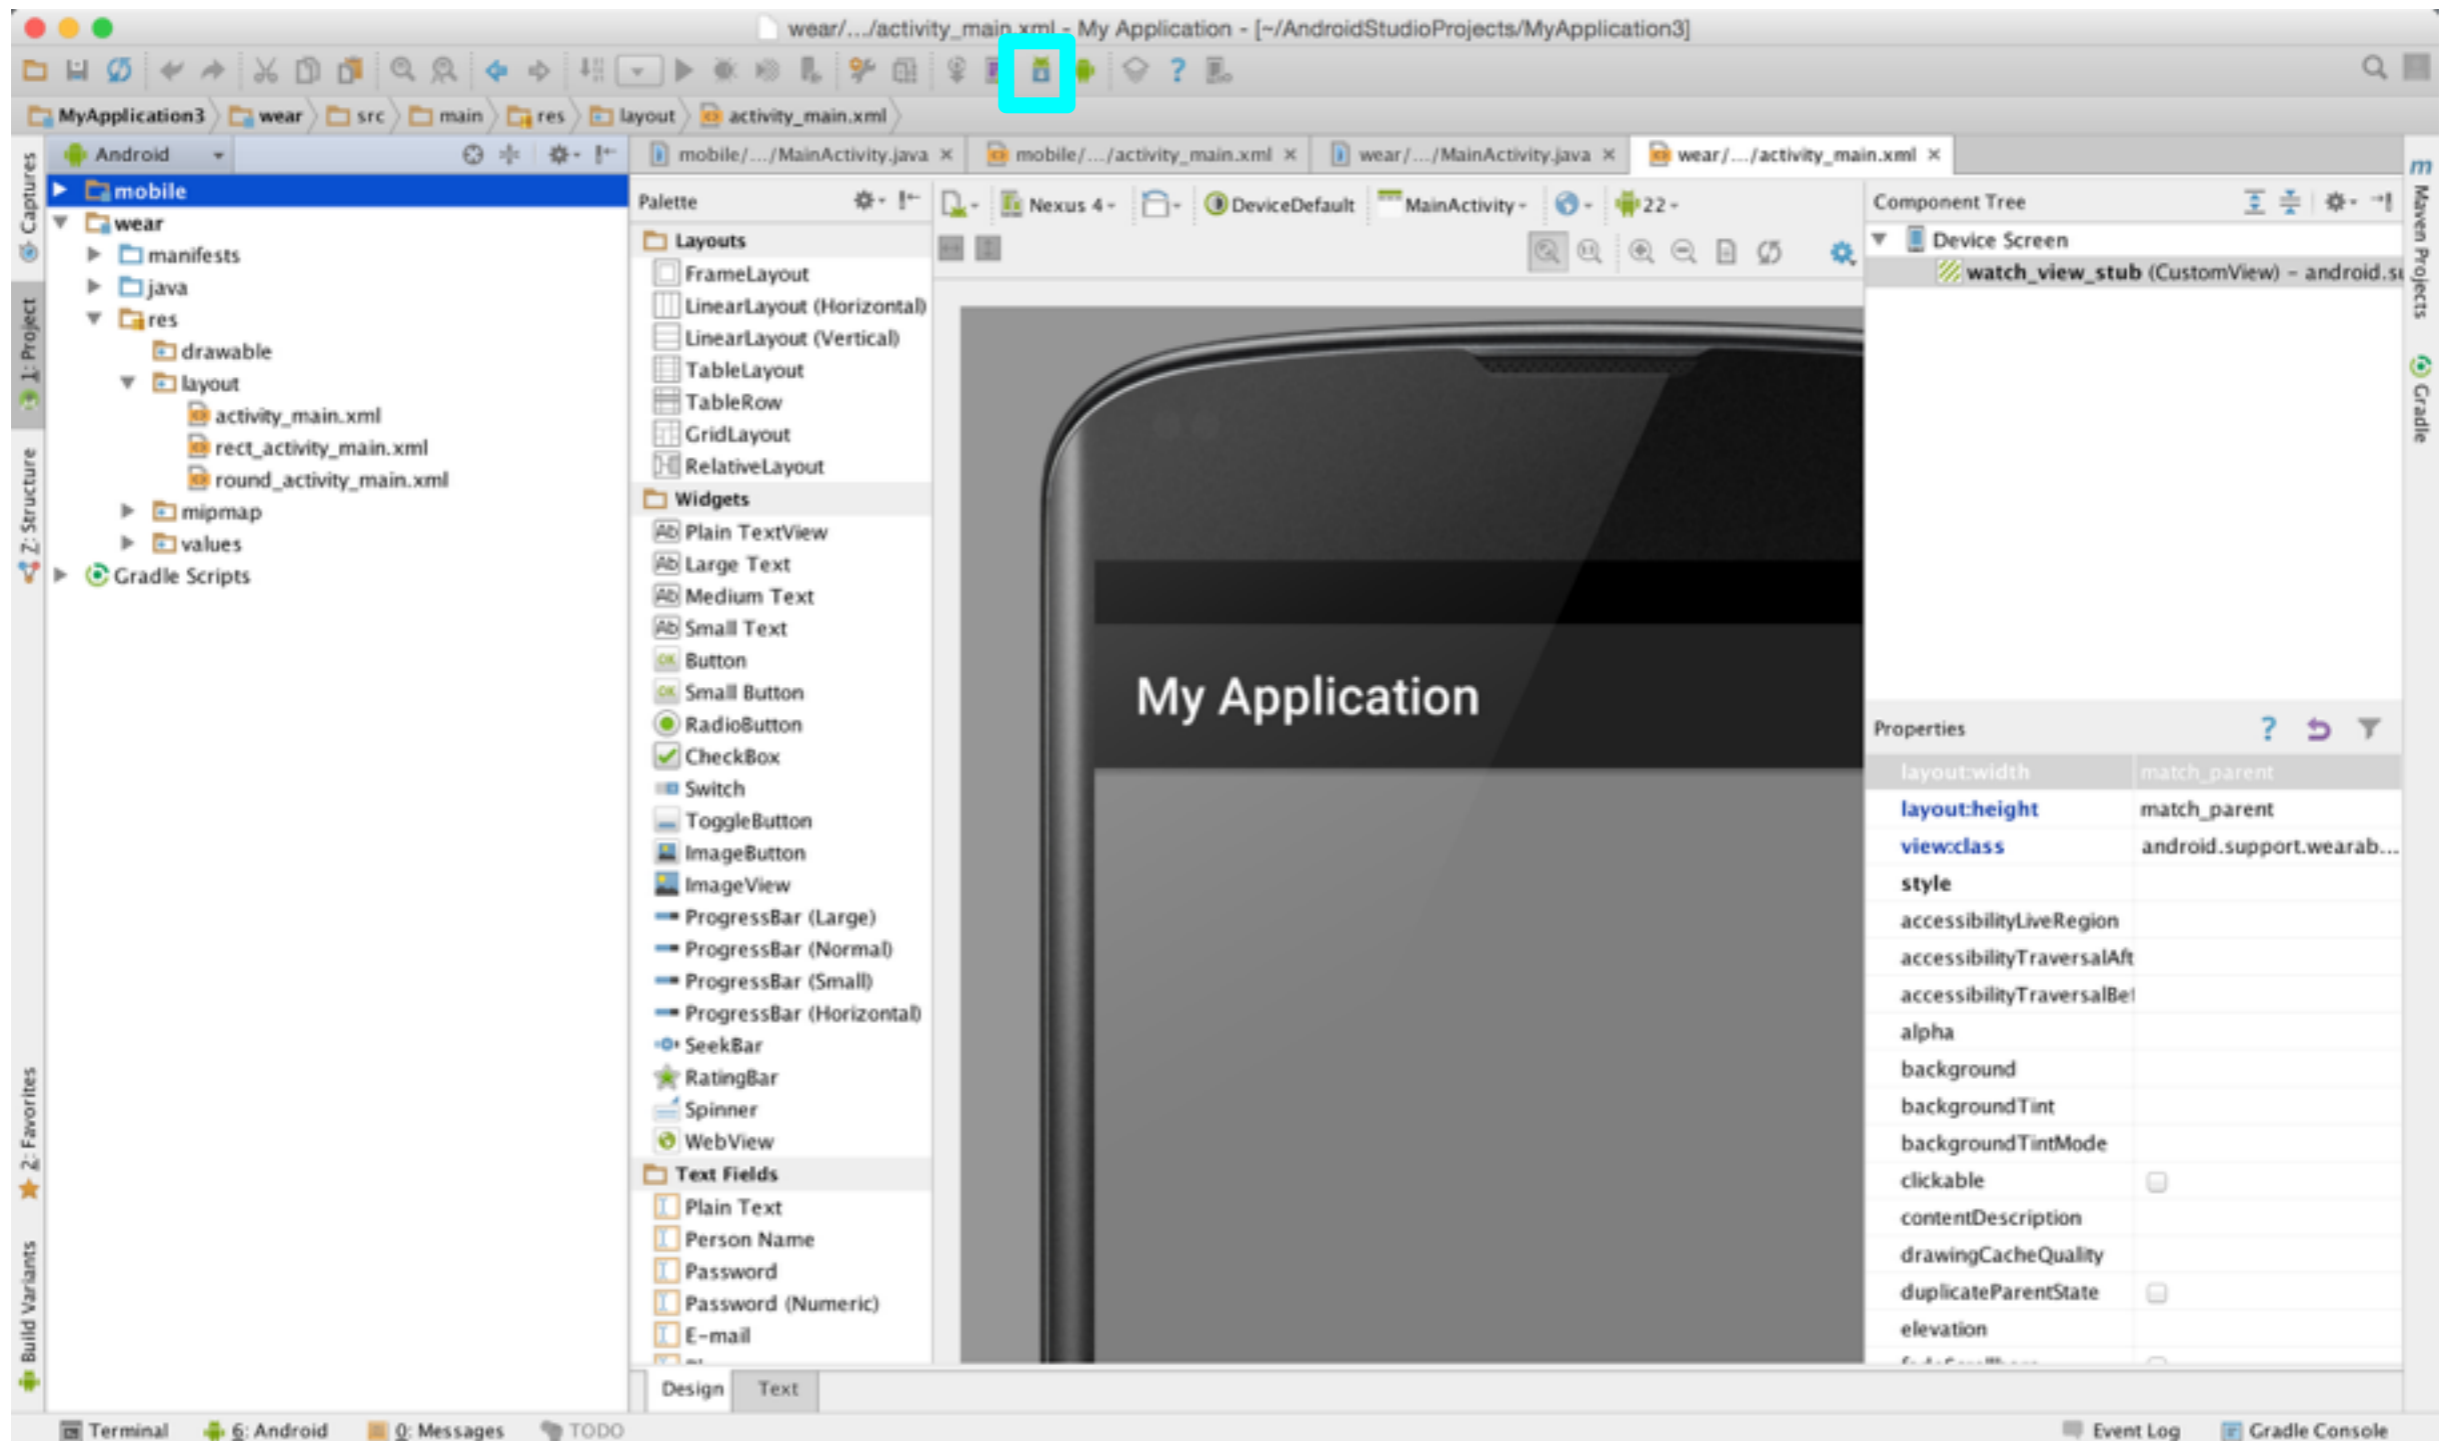 wear/.../activity_main.xml - My Application - [~/AndroidStudioProjects/MyApplication3]
MyApplication3 wear src main res layout activity_main.xml
Android
mobile/.../MainActivity.java
mobile/.../activity_main.xml
wear/.../MainActivity.java
wear/.../activity_main.xml
Captures
1: Project
Z: Structure
2: Favorites
Build Variants
mobile
wear
manifests
java
res
drawable
layout
activity_main.xml
rect_activity_main.xml
round_activity_main.xml
mipmap
values
Gradle Scripts
Palette
Layouts
FrameLayout
LinearLayout (Horizontal)
LinearLayout (Vertical)
TableLayout
TableRow
GridLayout
RelativeLayout
Widgets
Plain TextView
Large Text
Medium Text
Small Text
Button
Small Button
RadioButton
CheckBox
Switch
ToggleButton
ImageButton
ImageView
ProgressBar (Large)
ProgressBar (Normal)
ProgressBar (Small)
ProgressBar (Horizontal)
SeekBar
RatingBar
Spinner
WebView
Text Fields
Plain Text
Person Name
Password
Password (Numeric)
E-mail
Nexus 4 DeviceDefault MainActivity 22
My Application
Component Tree
Device Screen
watch_view_stub (CustomView) – android.su
Properties
layout:width match_parent
layout:height match_parent
view:class android.support.wearab...
style
accessibilityLiveRegion
accessibilityTraversalAft
accessibilityTraversalBef
alpha
background
backgroundTint
backgroundTintMode
clickable
contentDescription
drawingCacheQuality
duplicateParentState
elevation
m Maven Projects
Gradle
Design Text
Terminal 6: Android 0: Messages TODO
Event Log Gradle Console